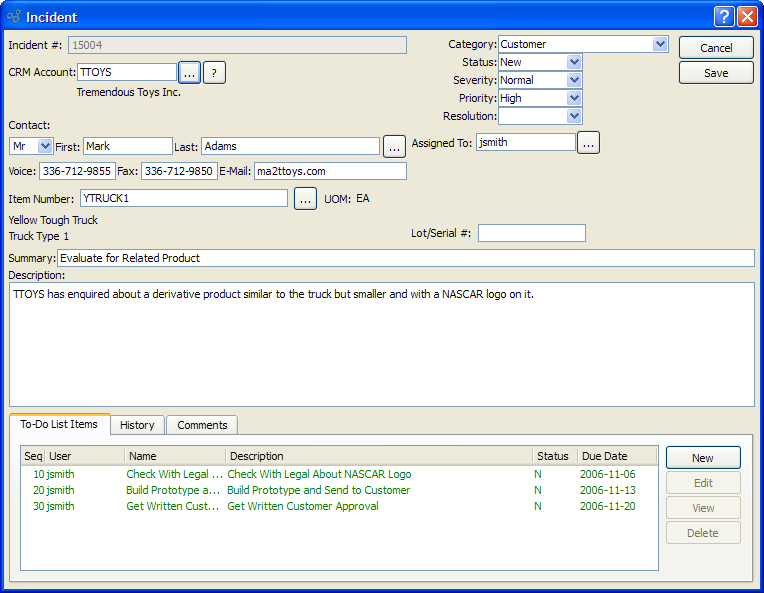 Incident
Incident #: 15004
Category: Customer
Cancel
CRM Account: TTOYS ... ?
Status: New
Save
Tremendous Toys Inc.
Severity: Normal
Priority: High
Resolution:
Contact:
Mr First: Mark Last: Adams ...
Assigned To: jsmith ...
Voice: 336-712-9855 Fax: 336-712-9850 E-Mail: ma2ttoys.com
Item Number: YTRUCK1 ... UOM: EA
Yellow Tough Truck
Truck Type 1
Lot/Serial #:
Summary: Evaluate for Related Product
Description:
TTOYS has enquired about a derivative product similar to the truck but smaller and with a NASCAR logo on it.
To-Do List Items History Comments
Seq User Name Description Status Due Date
10 jsmith Check With Legal ... Check With Legal About NASCAR Logo N 2006-11-06
20 jsmith Build Prototype a... Build Prototype and Send to Customer N 2006-11-13
30 jsmith Get Written Cust... Get Written Customer Approval N 2006-11-20
New
Edit
View
Delete